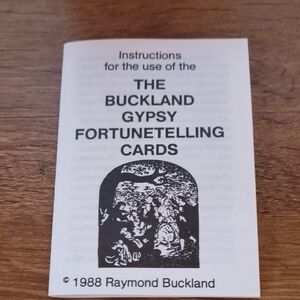 Instructions
for the use of the
THE
BUCKLAND
GYPSY
FORTUNETELLING
CARDS
© 1988 Raymond Buckland